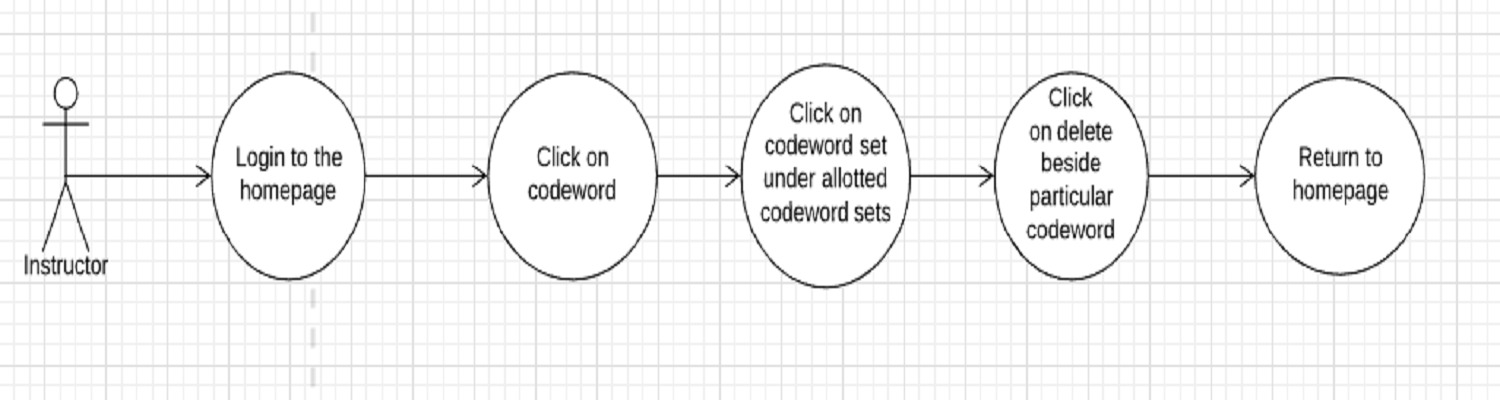 Instructor
Login to the
homepage
Click on
codeword
Click on
codeword set
under allotted
codeword sets
Click
on delete
beside
particular
codeword
Return to
homepage